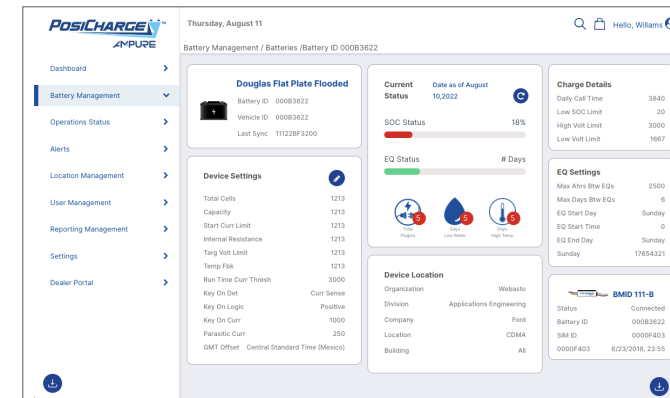 POSICHARGE
AMPURE
Thursday, August 11
Hello, Willams
Battery Management / Batteries /Battery ID 000B3622
Dashboard
Battery Management
Operations Status
Alerts
Location Management
User Management
Reporting Management
Settings
Dealer Portal
Douglas Flat Plate Flooded
Battery ID 000B3622
Vehicle ID 000B3622
Last Sync 11122BF3200
Device Settings
Total Cells 1213
Capacity 1213
Start Curr Limit 1213
Internal Resistance 1213
Targ Volt Limit 1213
Temp Fbk 1213
Run Time Curr Thresh 3000
Key On Det Curr Sense
Key On Logic Positive
Key On Curr 1000
Parasitic Curr 250
GMT Offset Central Standard Time (Mexico)
Current Status
Date as of August 10,2022
SOC Status 18%
EQ Status # Days
5
Total Plugins
5
Days Low Water
5
Days High Temp
Device Location
Organization Webasto
Division Applications Engineering
Company Ford
Location CDMA
Building All
Charge Details
Daily Call Time 3840
Low SOC Limit 20
High Volt Limit 3000
Low Volt Limit 1667
EQ Settings
Max Ahrs Btw EQs 2500
Max Days Btw EQs 6
EQ Start Day Sunday
EQ Start Time 0
EQ End Day Sunday
Sunday 17654321
BMID 111-B
Status Connected
Battery ID 000B3622
SIM ID 0000F403
0000F403 6/23/2018, 23:55